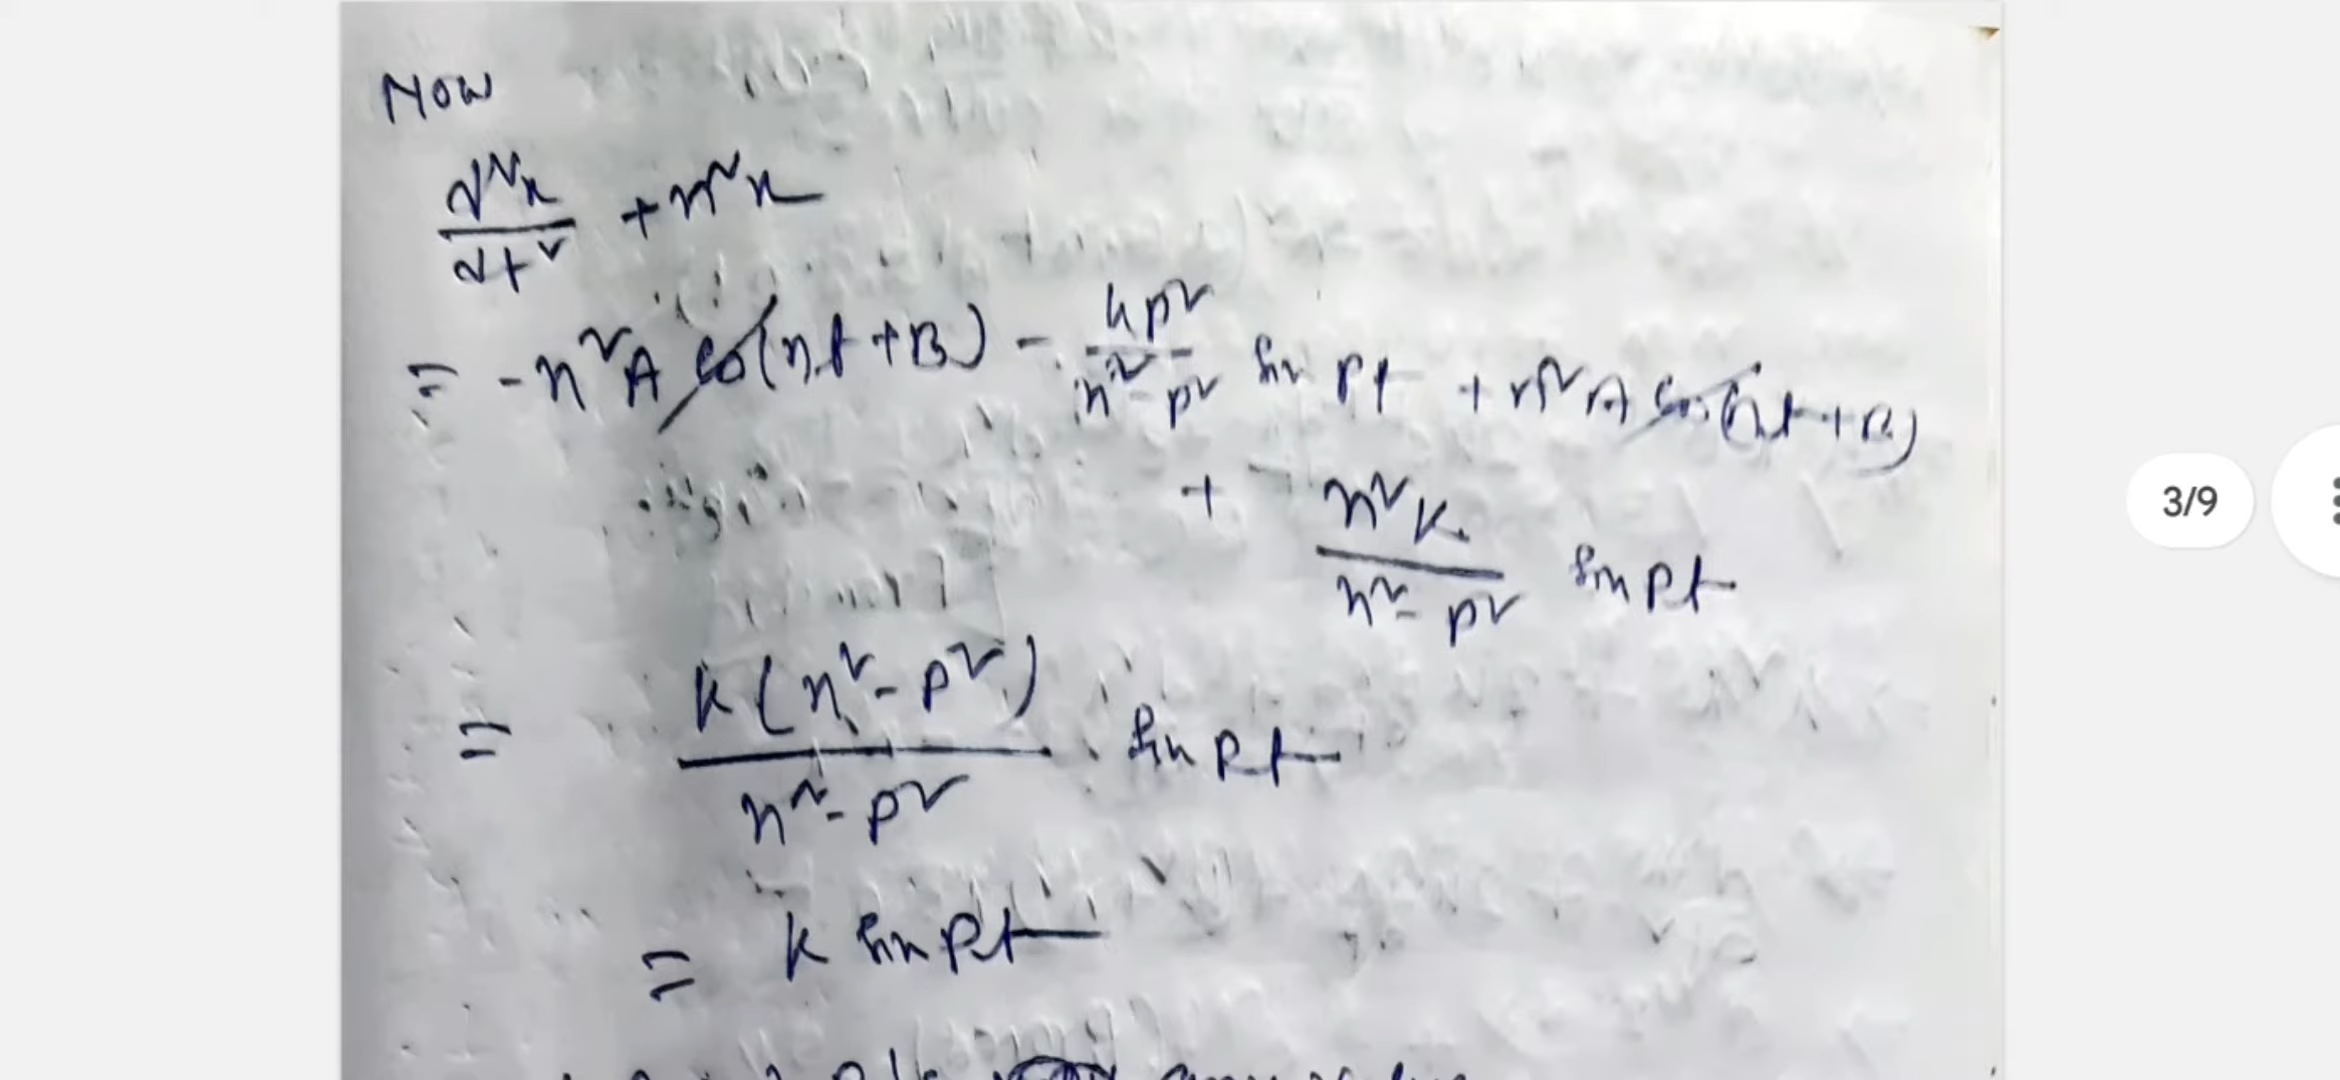 Now
d²x/dt² + n²x
= -n²A cos(nt+B) - kp²/(n²-p²) sin pt + n²A cos(nt+B)
+ n²k/(n²-p²) sin pt
= k(n²-p²)/(n²-p²) . sin pt
= k sin pt
3/9